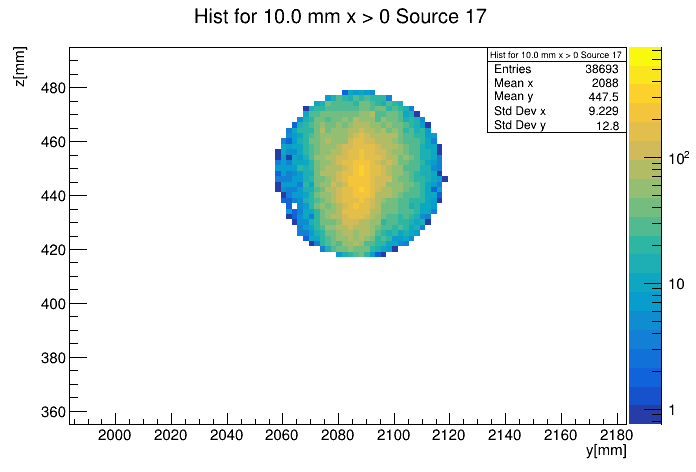 Hist for 10.0 mm x > 0 Source 17
z[mm]
Hist for 10.0 mm x > 0 Source 17
Entries 38693
Mean x 2088
Mean y 447.5
Std Dev x 9.229
Std Dev y 12.8
480
460
440
420
400
380
360
10²
10
1
2000 2020 2040 2060 2080 2100 2120 2140 2160 2180
y[mm]